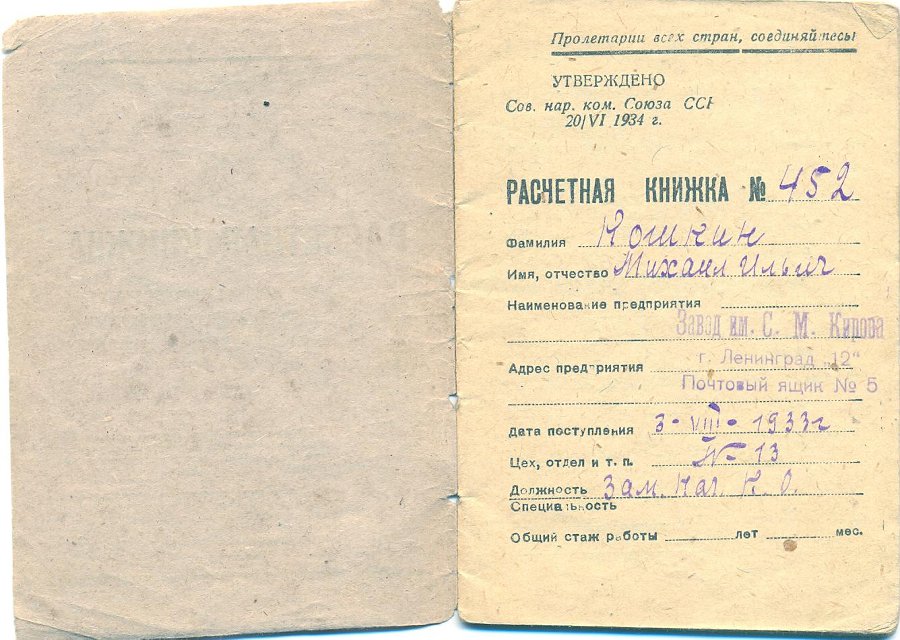 Пролетарии всех стран, соединяйтесь!
УТВЕРЖДЕНО
Сов. нар. ком. Союза ССР
20/VI 1934 г.
РАСЧЕТНАЯ КНИЖКА № 452
Фамилия Кошкин
Имя, отчество Михаил Ильич
Наименование предприятия
Завод им. С. М. Кирова
г. Ленинград „12“
Адрес предприятия
Почтовый ящик № 5
Дата поступления 3-VIII-1933 г
Цех, отдел и т. п. № 13
Должность Зам. Нач. К. О.
Специальность
Общий стаж работы лет мес.